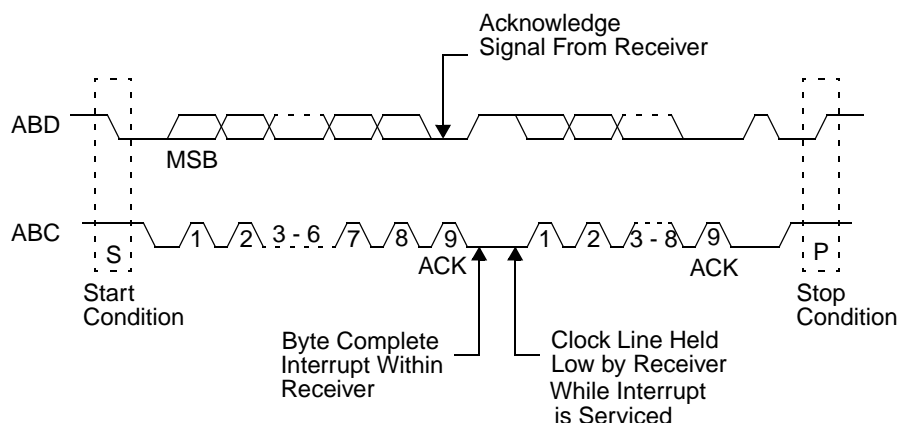 Acknowledge
Signal From Receiver
ABD
MSB
ABC
1
2
3 - 6
7
8
9
1
2
3 - 8
9
S
ACK
ACK
P
Start
Condition
Stop
Condition
Byte Complete
Interrupt Within
Receiver
Clock Line Held
Low by Receiver
While Interrupt
is Serviced